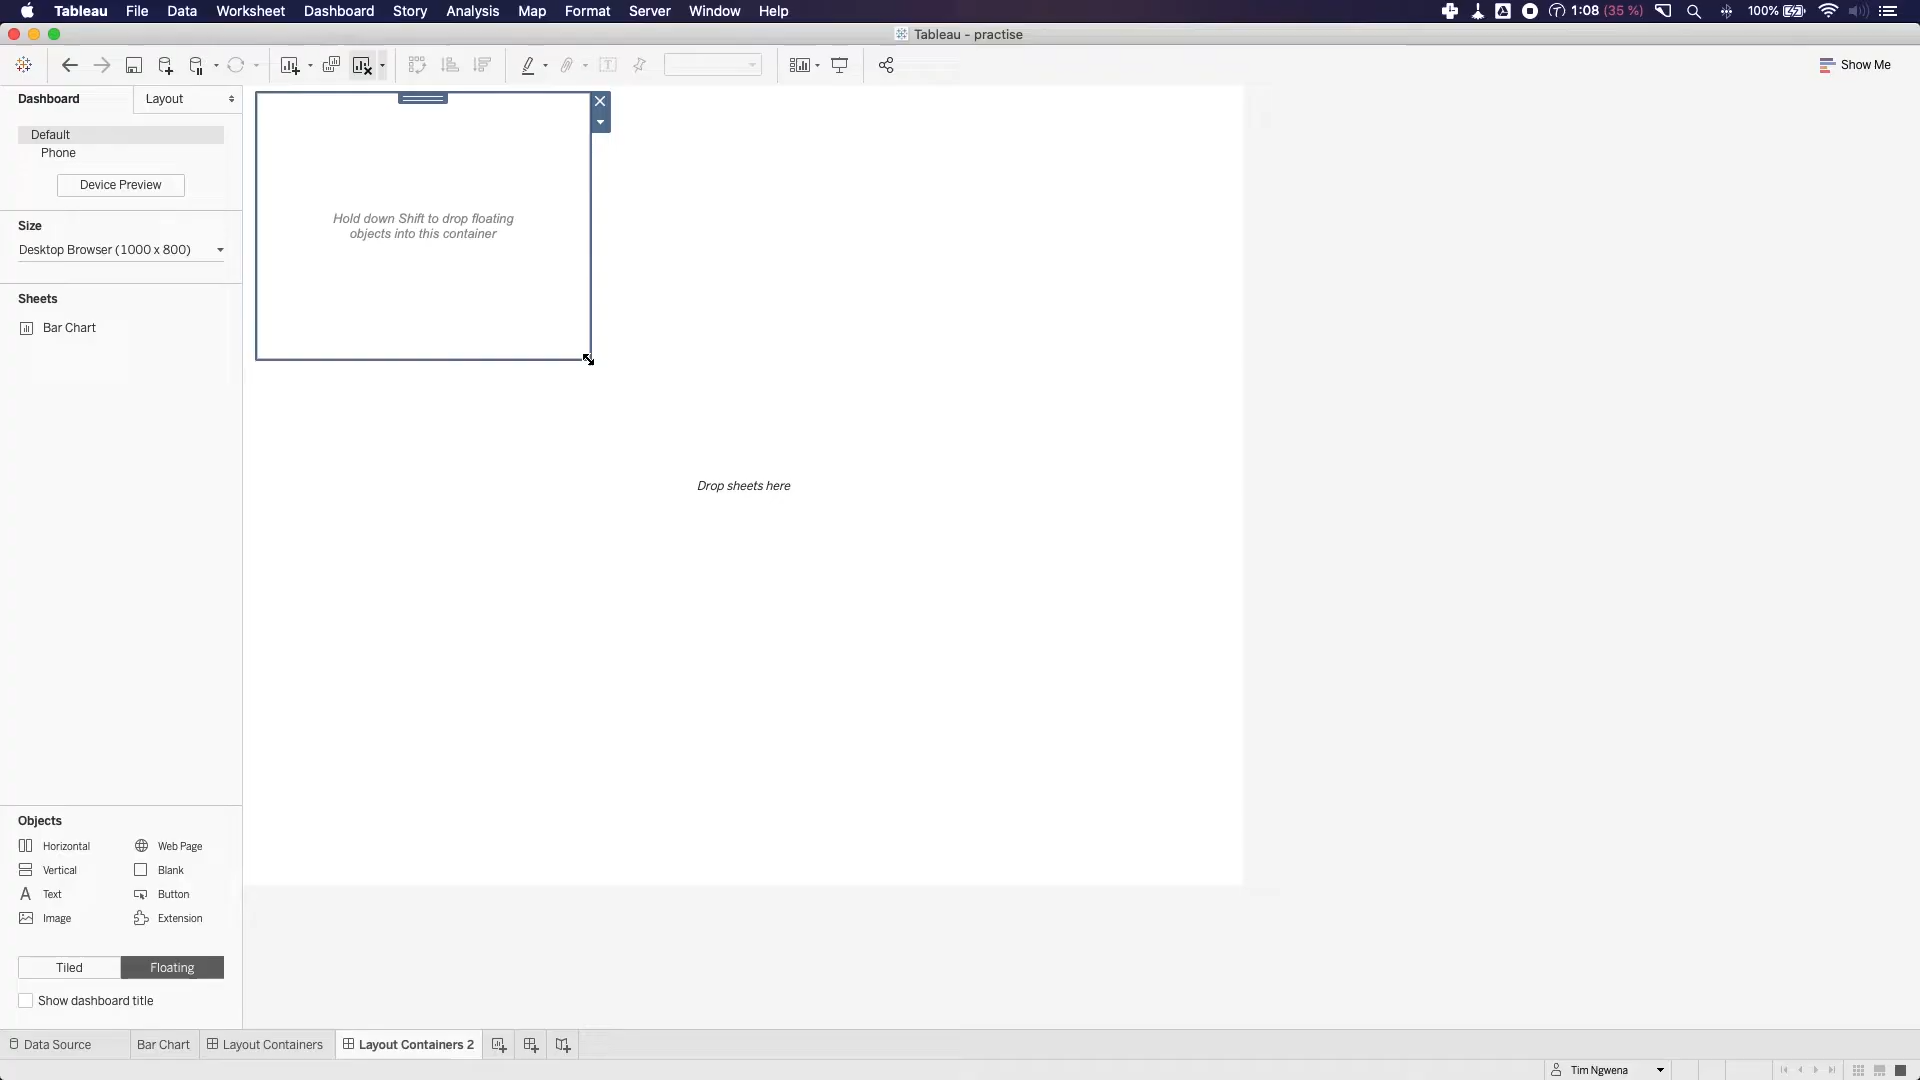 Tableau File Data Worksheet Dashboard Story Analysis Map Format Server Window Help 1:08 (35 %) 100%
Tableau - practise
Show Me
Dashboard Layout
Default
Phone
Device Preview
Size
Desktop Browser (1000 x 800)
Sheets
Bar Chart
Hold down Shift to drop floating
objects into this container
Drop sheets here
Objects
Horizontal Web Page
Vertical Blank
Text Button
Image Extension
Tiled Floating
Show dashboard title
Data Source Bar Chart Layout Containers Layout Containers 2
Tim Ngwena